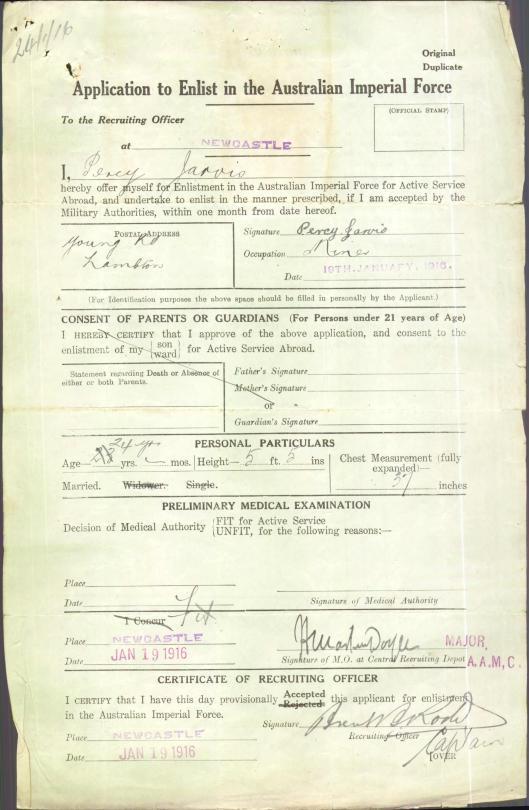 24/1/16
Original
Duplicate
Application to Enlist in the Australian Imperial Force
(OFFICIAL STAMP)
To the Recruiting Officer
at NEWCASTLE
I, Percy Jarvis
hereby offer myself for Enlistment in the Australian Imperial Force for Active Service
Abroad, and undertake to enlist in the manner prescribed, if I am accepted by the
Military Authorities, within one month from date hereof.
POSTAL ADDRESS
Young Rd
Lambton
Signature Percy Jarvis
Occupation Miner
Date 19TH. JANUARY, 1916.
(For Identification purposes the above space should be filled in personally by the Applicant.)
CONSENT OF PARENTS OR GUARDIANS (For Persons under 21 years of Age)
I HEREBY CERTIFY that I approve of the above application, and consent to the
enlistment of my {son ward} for Active Service Abroad.
Statement regarding Death or Absence of
either or both Parents.
Father's Signature
Mother's Signature
or
Guardian's Signature
PERSONAL PARTICULARS
24 yrs
Age— yrs. mos. Height— 5 ft. 5 ins
Chest Measurement (fully
expanded)—
37 inches
Married. Widower. Single.
PRELIMINARY MEDICAL EXAMINATION
Decision of Medical Authority {FIT for Active Service
{UNFIT, for the following reasons:—
Place
Date
Signature of Medical Authority
I Concur Fit
Place NEWCASTLE
Date JAN 19 1916
MAJOR,
Signature of M.O. at Central Recruiting Depot A.A.M.C.
CERTIFICATE OF RECRUITING OFFICER
I CERTIFY that I have this day provisionally Accepted Rejected this applicant for enlistment
in the Australian Imperial Force.
Signature
Place NEWCASTLE
Recruiting Officer
Captain
Date JAN 19 1916
[OVER